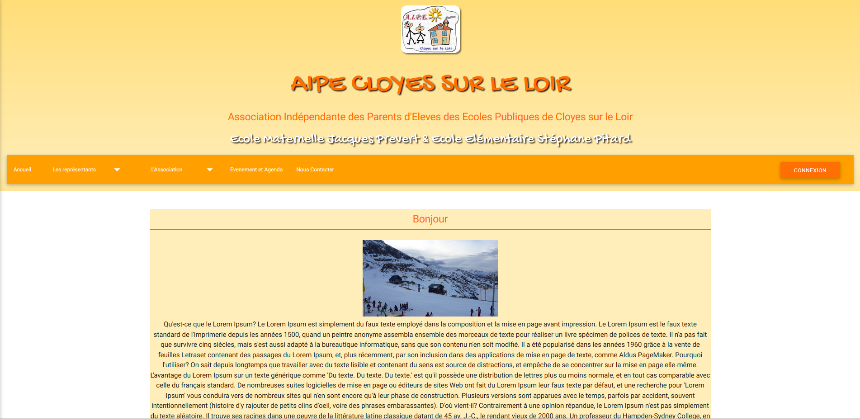 A.I.P.E.
Cloyes sur le Loir
AIPE CLOYES SUR LE LOIR
Association Indépendante des Parents d'Eleves des Ecoles Publiques de Cloyes sur le Loir
Ecole Maternelle Jacques Prevert & Ecole Elémentaire Stéphane Pitard
Accueil Les représentants L'Association Evenement et Agenda Nous Contacter CONNEXION
Bonjour
Qu'est-ce que le Lorem Ipsum? Le Lorem Ipsum est simplement du faux texte employé dans la composition et la mise en page avant impression. Le Lorem Ipsum est le faux texte
standard de l'imprimerie depuis les années 1500, quand un peintre anonyme assembla ensemble des morceaux de texte pour réaliser un livre spécimen de polices de texte. Il n'a pas fait
que survivre cinq siècles, mais s'est aussi adapté à la bureautique informatique, sans que son contenu n'en soit modifié. Il a été popularisé dans les années 1960 grâce à la vente de
feuilles Letraset contenant des passages du Lorem Ipsum, et, plus récemment, par son inclusion dans des applications de mise en page de texte, comme Aldus PageMaker. Pourquoi
l'utiliser? On sait depuis longtemps que travailler avec du texte lisible et contenant du sens est source de distractions, et empêche de se concentrer sur la mise en page elle-même.
L'avantage du Lorem Ipsum sur un texte générique comme 'Du texte. Du texte. Du texte.' est qu'il possède une distribution de lettres plus ou moins normale, et en tout cas comparable avec
celle du français standard. De nombreuses suites logicielles de mise en page ou éditeurs de sites Web ont fait du Lorem Ipsum leur faux texte par défaut, et une recherche pour 'Lorem
Ipsum' vous conduira vers de nombreux sites qui n'en sont encore qu'à leur phase de construction. Plusieurs versions sont apparues avec le temps, parfois par accident, souvent
intentionnellement (histoire d'y rajouter de petits clins d'oeil, voire des phrases embarrassantes). D'où vient-il? Contrairement à une opinion répandue, le Lorem Ipsum n'est pas simplement
du texte aléatoire. Il trouve ses racines dans une oeuvre de la littérature latine classique datant de 45 av. J.-C., le rendant vieux de 2000 ans. Un professeur du Hampden-Sydney College, en